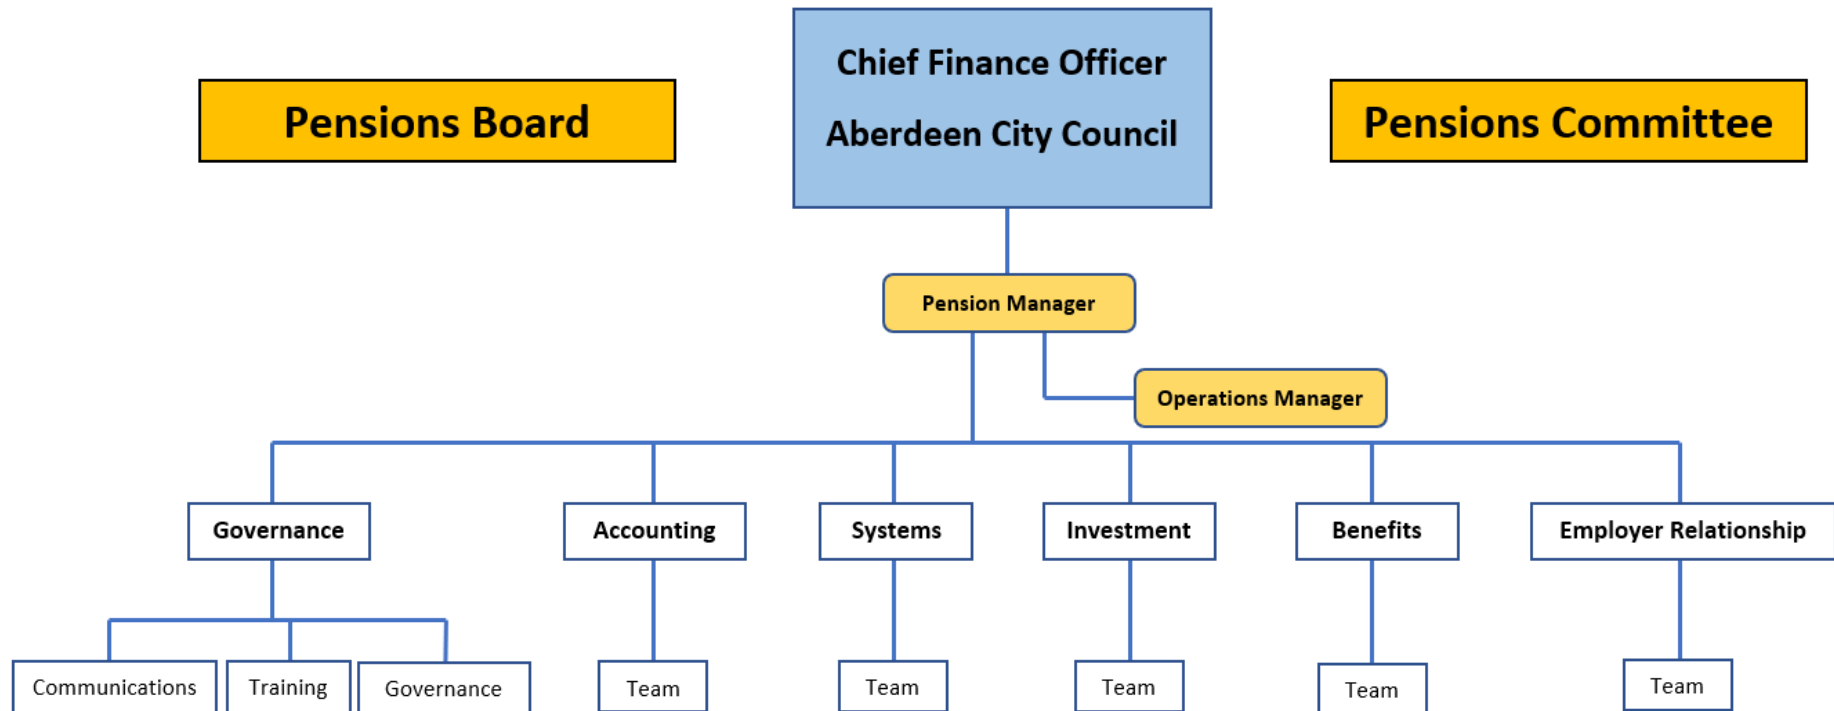 Chief Finance Officer
Aberdeen City Council
Pensions Board
Pensions Committee
Pension Manager
Operations Manager
Governance
Accounting
Systems
Investment
Benefits
Employer Relationship
Communications
Training
Governance
Team
Team
Team
Team
Team